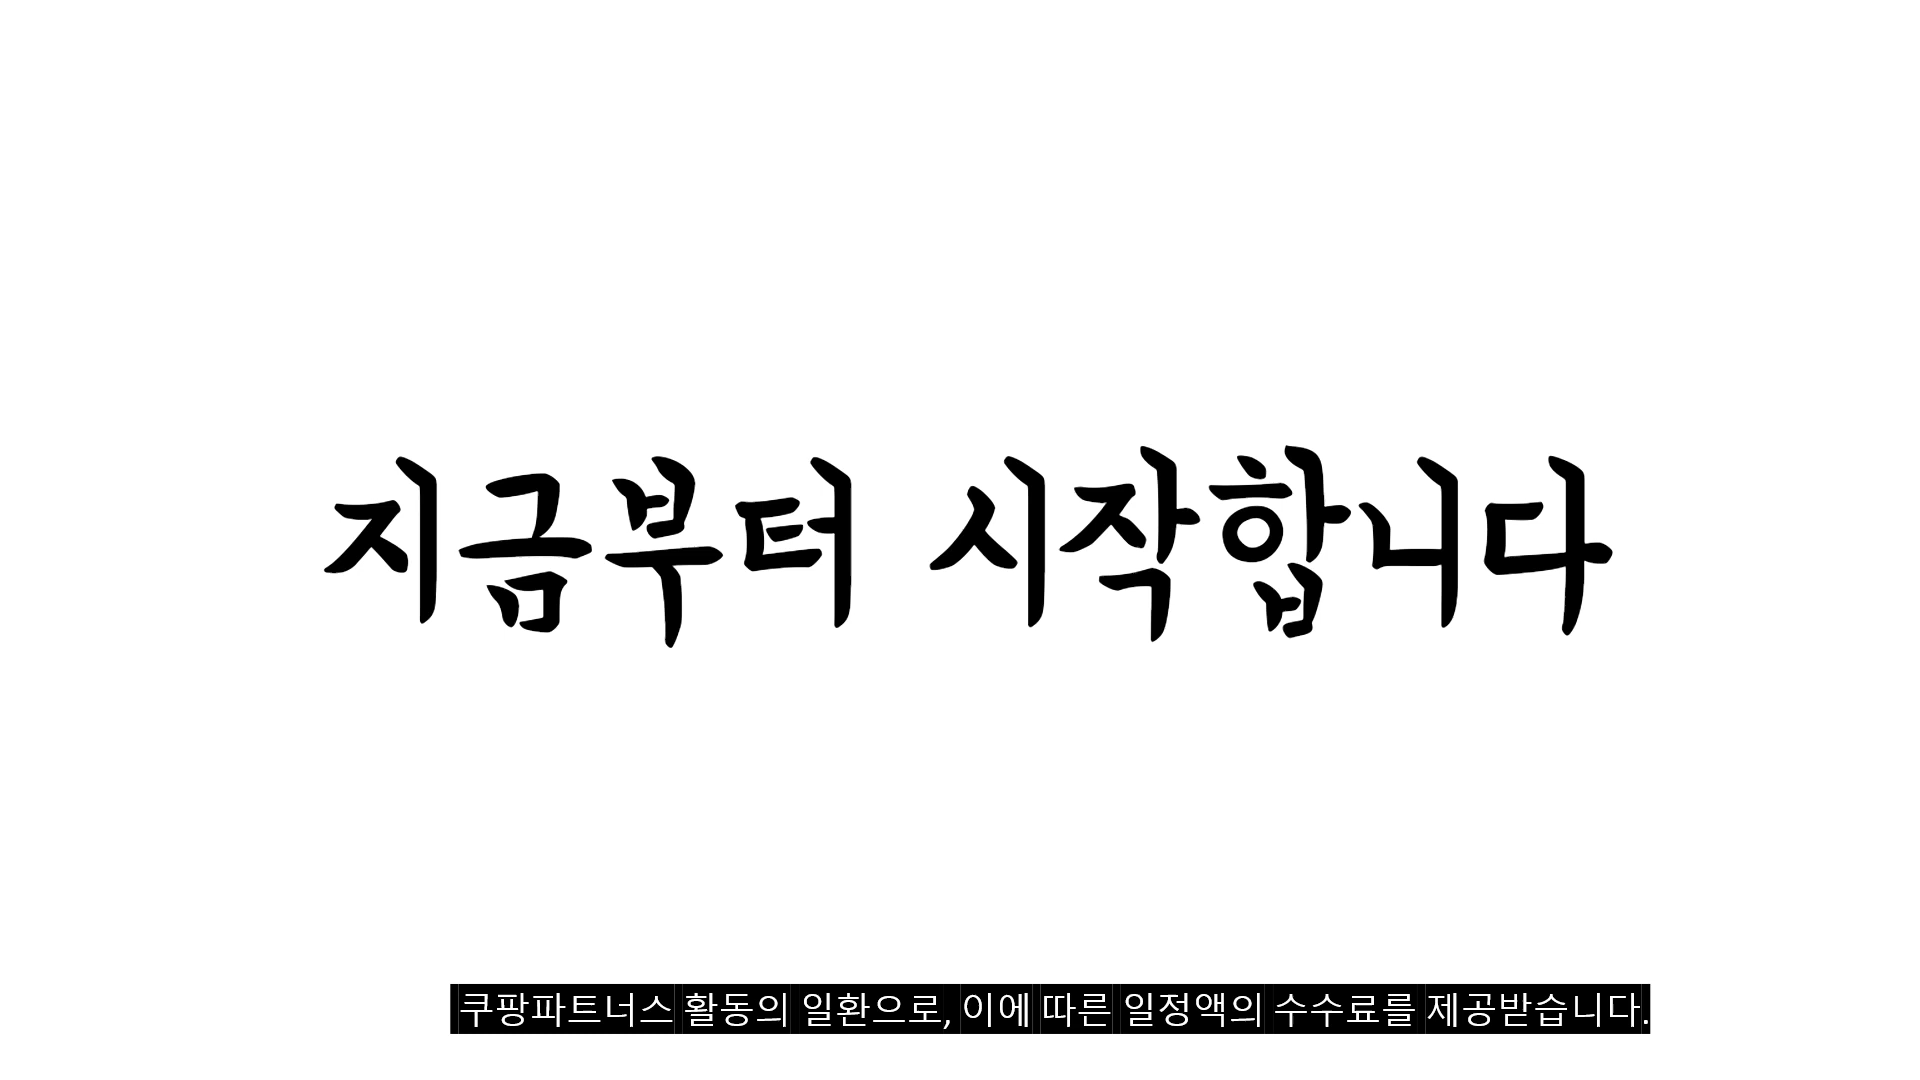 지금부터 시작합니다
쿠팡파트너스 활동의 일환으로, 이에 따른 일정액의 수수료를 제공받습니다.